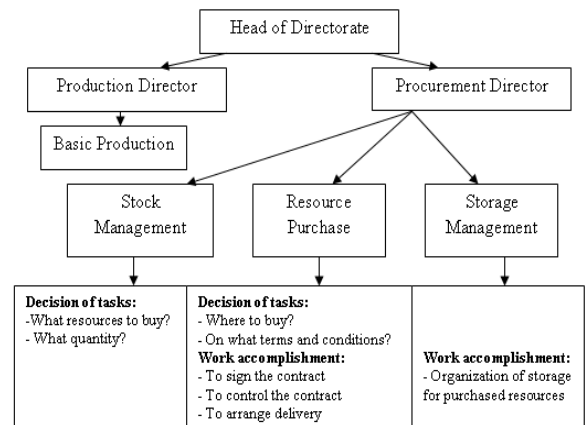 Head of Directorate
Production Director
Procurement Director
Basic Production
Stock
Management
Resource
Purchase
Storage
Management
Decision of tasks:
-What resources to buy?
- What quantity?
Decision of tasks:
- Where to buy?
- On what terms and conditions?
Work accomplishment:
- To sign the contract
- To control the contract
- To arrange delivery
Work accomplishment:
- Organization of storage
for purchased resources